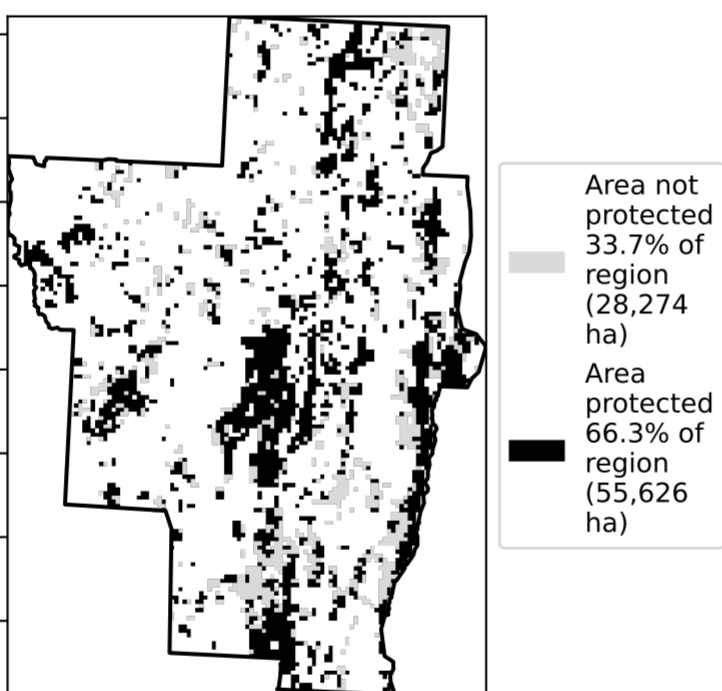 Area not
protected
33.7% of
region
(28,274
ha)
Area
protected
66.3% of
region
(55,626
ha)